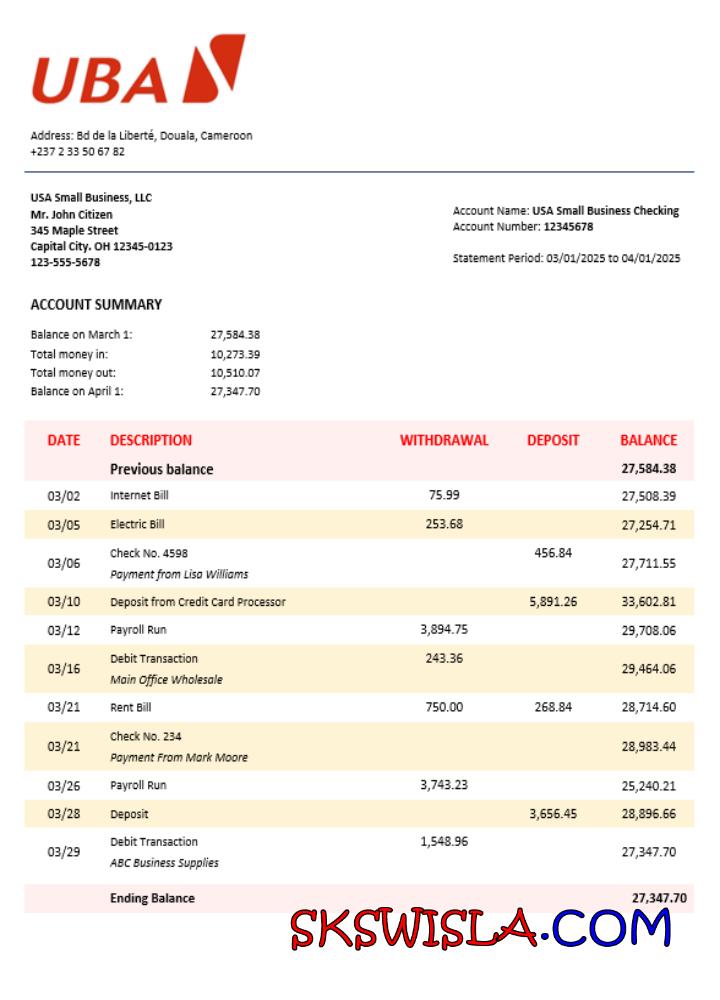 UBA
Address: Bd de la Liberté, Douala, Cameroon
+237 2 33 50 67 82
USA Small Business, LLC
Mr. John Citizen
345 Maple Street
Capital City. OH 12345-0123
123-555-5678
Account Name: USA Small Business Checking
Account Number: 12345678
Statement Period: 03/01/2025 to 04/01/2025
ACCOUNT SUMMARY
Balance on March 1: 27,584.38
Total money in: 10,273.39
Total money out: 10,510.07
Balance on April 1: 27,347.70
DATE DESCRIPTION WITHDRAWAL DEPOSIT BALANCE
Previous balance 27,584.38
03/02 Internet Bill 75.99 27,508.39
03/05 Electric Bill 253.68 27,254.71
03/06 Check No. 4598 456.84 27,711.55
Payment from Lisa Williams
03/10 Deposit from Credit Card Processor 5,891.26 33,602.81
03/12 Payroll Run 3,894.75 29,708.06
03/16 Debit Transaction 243.36 29,464.06
Main Office Wholesale
03/21 Rent Bill 750.00 268.84 28,714.60
03/21 Check No. 234 28,983.44
Payment From Mark Moore
03/26 Payroll Run 3,743.23 25,240.21
03/28 Deposit 3,656.45 28,896.66
03/29 Debit Transaction 1,548.96 27,347.70
ABC Business Supplies
Ending Balance 27,347.70
SKSWISLA.COM